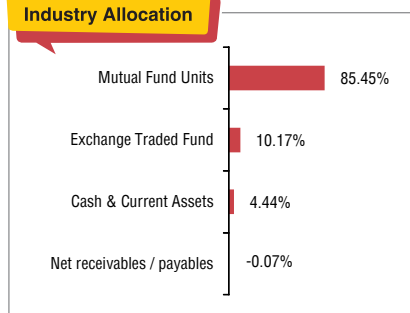 Industry Allocation
Mutual Fund Units 85.45%
Exchange Traded Fund 10.17%
Cash & Current Assets 4.44%
Net receivables / payables -0.07%